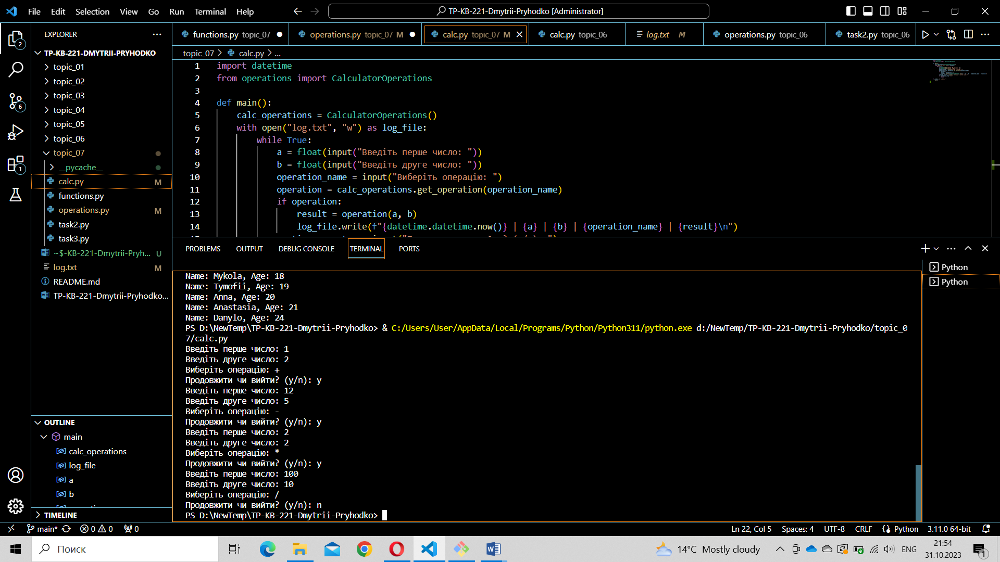 File Edit Selection View Go Run Terminal Help
TP-KB-221-Dmytrii-Pryhodko [Administrator]
EXPLORER
functions.py topic_07
operations.py topic_07 M
calc.py topic_07 M
calc.py topic_06
log.txt M
operations.py topic_06
task2.py topic_06
topic_07 > calc.py > ...
2
6
1
TP-KB-221-DMYTRII-PRYHODKO
topic_01
topic_02
topic_03
topic_04
topic_05
topic_06
topic_07
__pycache__
calc.py M
functions.py
operations.py M
task2.py
task3.py
~$-KB-221-Dmytrii-Pryh... U
log.txt M
README.md
TP-KB-221-Dmytrii-Pryhodko...
OUTLINE
main
calc_operations
log_file
a
b
TIMELINE
1 import datetime
2 from operations import CalculatorOperations
3
4 def main():
5 calc_operations = CalculatorOperations()
6 with open("log.txt", "w") as log_file:
7 while True:
8 a = float(input("Введіть перше число: "))
9 b = float(input("Введіть друге число: "))
10 operation_name = input("Виберіть операцію: ")
11 operation = calc_operations.get_operation(operation_name)
12 if operation:
13 result = operation(a, b)
14 log_file.write(f"{datetime.datetime.now()} | {a} | {b} | {operation_name} | {result}\n")
PROBLEMS OUTPUT DEBUG CONSOLE TERMINAL PORTS
Python
Python
Name: Mykola, Age: 18
Name: Tymofii, Age: 19
Name: Anna, Age: 20
Name: Anastasia, Age: 21
Name: Danylo, Age: 24
PS D:\NewTemp\TP-KB-221-Dmytrii-Pryhodko> & C:/Users/User/AppData/Local/Programs/Python/Python311/python.exe d:/NewTemp/TP-KB-221-Dmytrii-Pryhodko/topic_0
7/calc.py
Введіть перше число: 1
Введіть друге число: 2
Виберіть операцію: +
Продовжити чи вийти? (y/n): y
Введіть перше число: 12
Введіть друге число: 5
Виберіть операцію: -
Продовжити чи вийти? (y/n): y
Введіть перше число: 2
Введіть друге число: 2
Виберіть операцію: *
Продовжити чи вийти? (y/n): y
Введіть перше число: 100
Введіть друге число: 10
Виберіть операцію: /
Продовжити чи вийти? (y/n): n
PS D:\NewTemp\TP-KB-221-Dmytrii-Pryhodko>
main* 0 0 0
Ln 22, Col 5 Spaces: 4 UTF-8 CRLF Python 3.11.0 64-bit
Поиск
14°C Mostly cloudy
ENG
21:54
31.10.2023
1